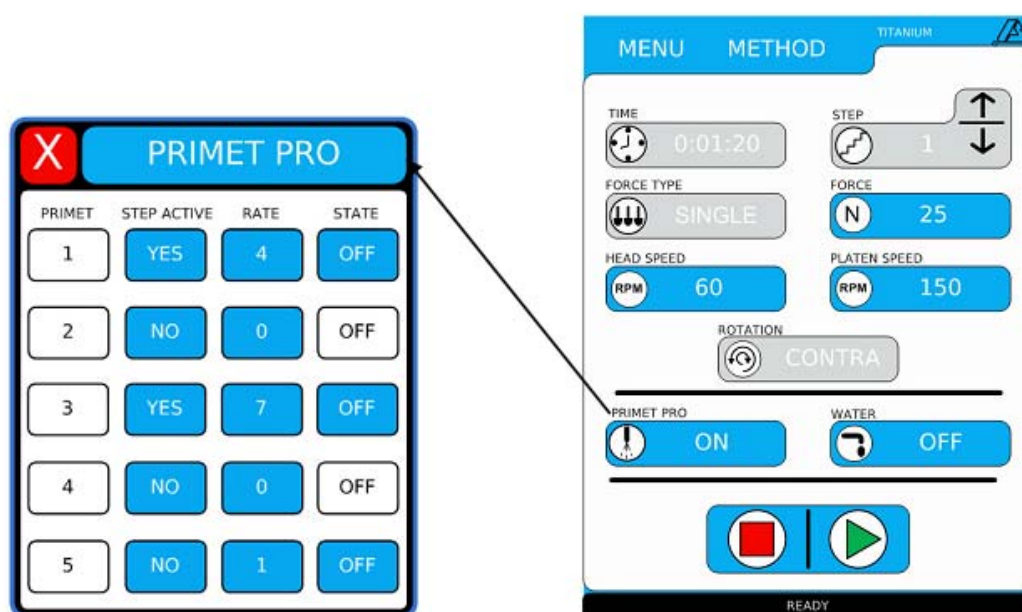 X PRIMET PRO
PRIMET STEP ACTIVE RATE STATE
1 YES 4 OFF
2 NO 0 OFF
3 YES 7 OFF
4 NO 0 OFF
5 NO 1 OFF
MENU METHOD TITANIUM
TIME STEP
0:01:20 1
FORCE TYPE FORCE
SINGLE N 25
HEAD SPEED PLATEN SPEED
RPM 60 RPM 150
ROTATION
CONTRA
PRIMET PRO WATER
ON OFF
READY